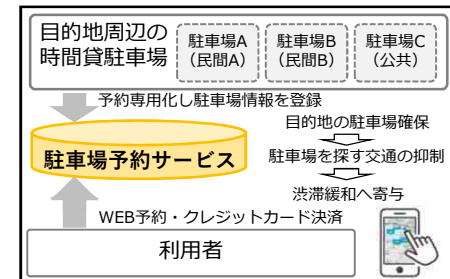 目的地周辺の
時間貸駐車場
駐車場A
（民間A）
駐車場B
（民間B）
駐車場C
（公共）
予約専用化し駐車場情報を登録
駐車場予約サービス
目的地の駐車場確保
駐車場を探す交通の抑制
渋滞緩和へ寄与
WEB予約・クレジットカード決済
利用者